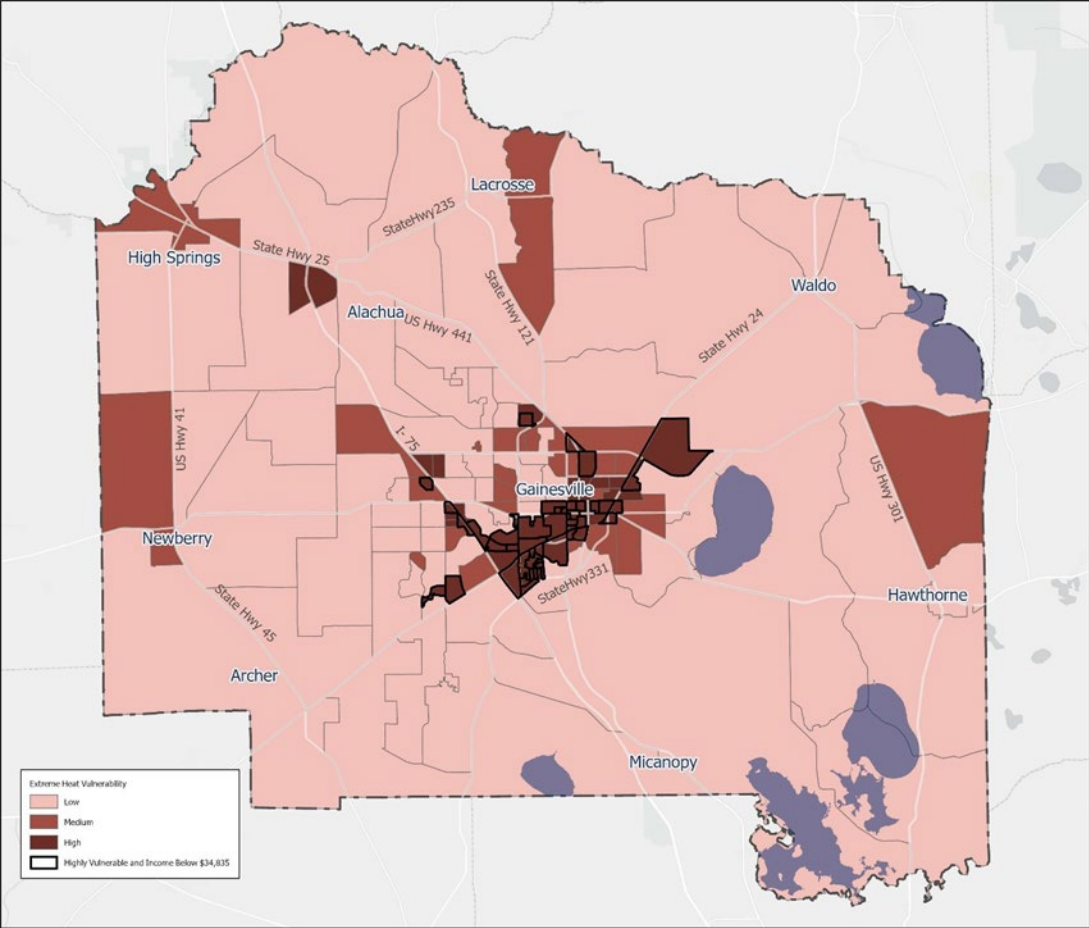 Lacrosse
StateHwy235
High Springs
State Hwy 25
Waldo
Alachua
US Hwy 441
State Hwy 121
State Hwy 24
US Hwy 41
I- 75
Gainesville
US Hwy 301
Newberry
StateHwy331
Hawthorne
State Hwy 45
Archer
Micanopy
Extreme Heat Vulnerability
Low
Medium
High
Highly Vulnerable and Income Below $34,835